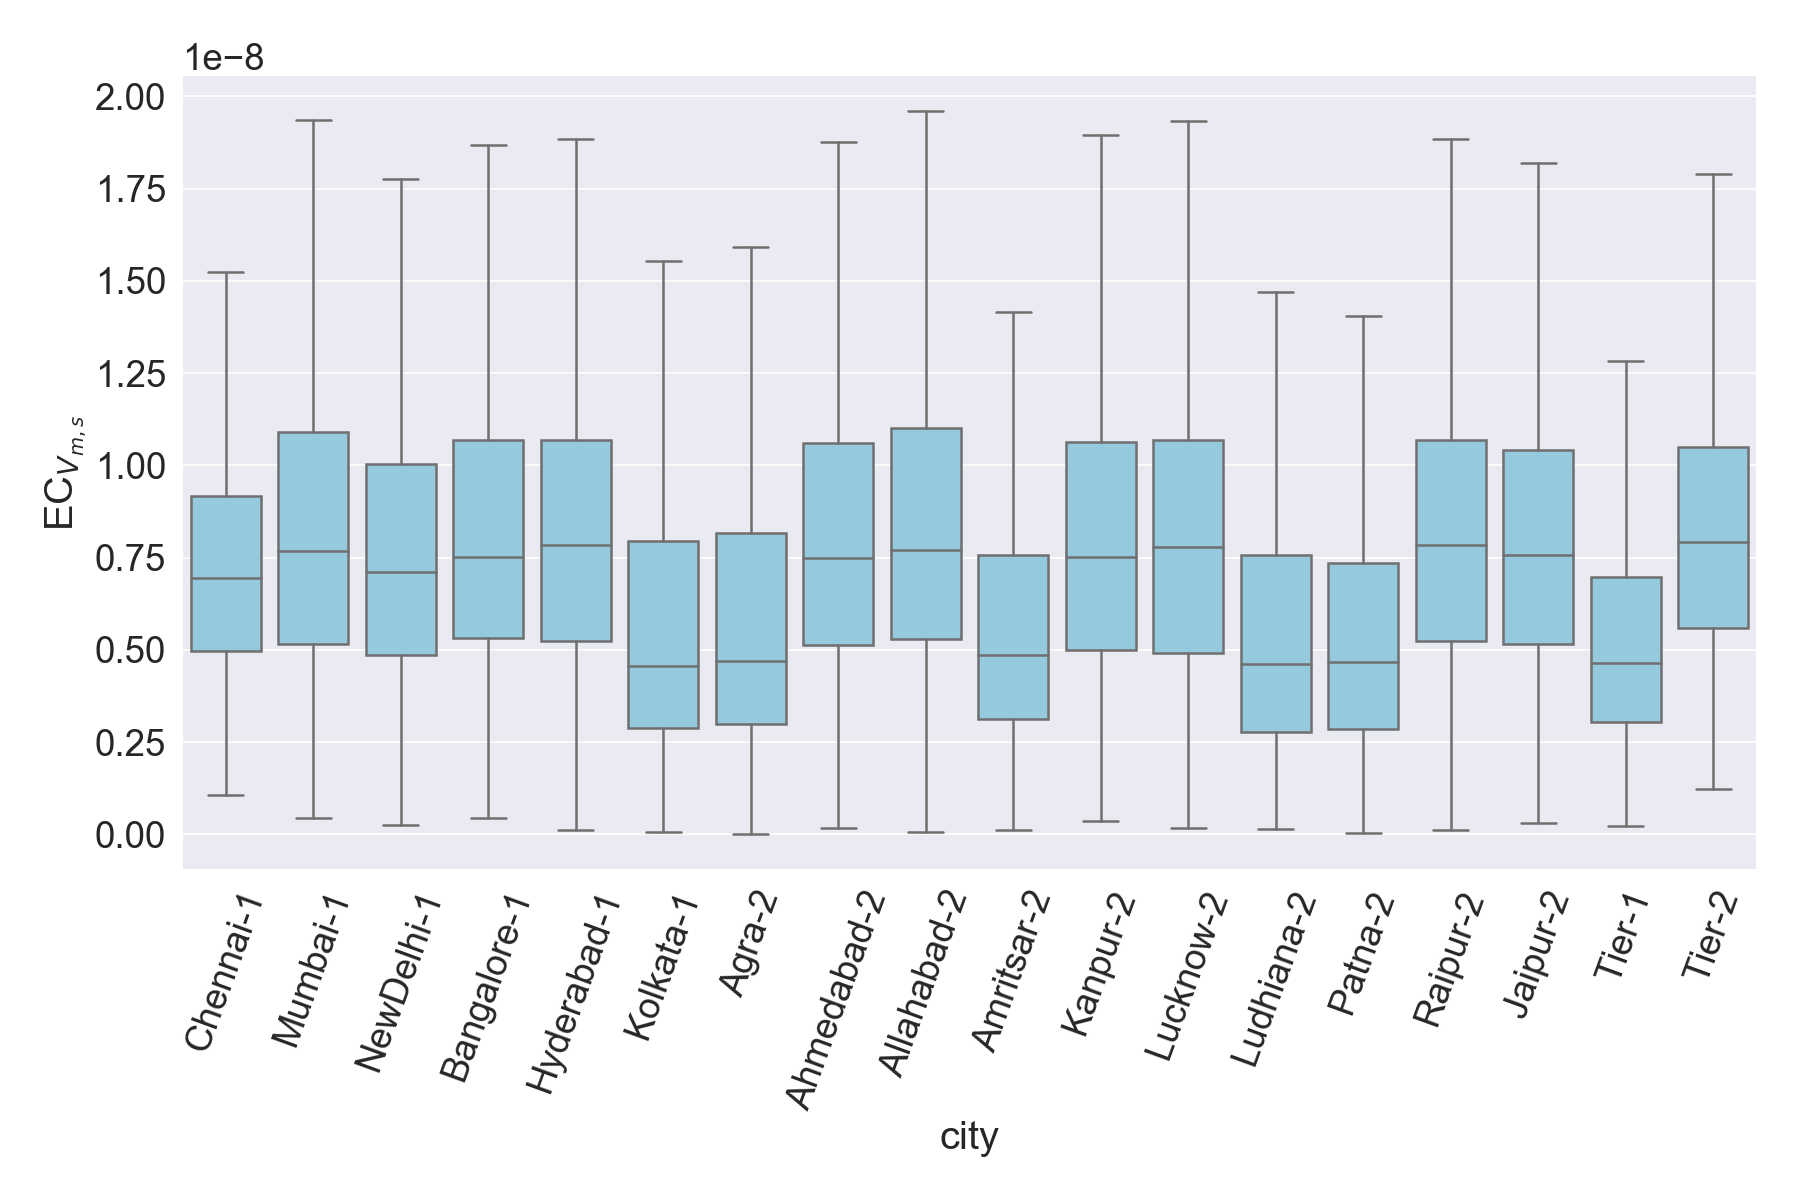 1e−8
2.00
1.75
1.50
1.25
1.00
0.75
0.50
0.25
0.00
EC_{V_{m,s}}
Chennai-1
Mumbai-1
NewDelhi-1
Bangalore-1
Hyderabad-1
Kolkata-1
Agra-2
Ahmedabad-2
Allahabad-2
Amritsar-2
Kanpur-2
Lucknow-2
Ludhiana-2
Patna-2
Raipur-2
Jaipur-2
Tier-1
Tier-2
city